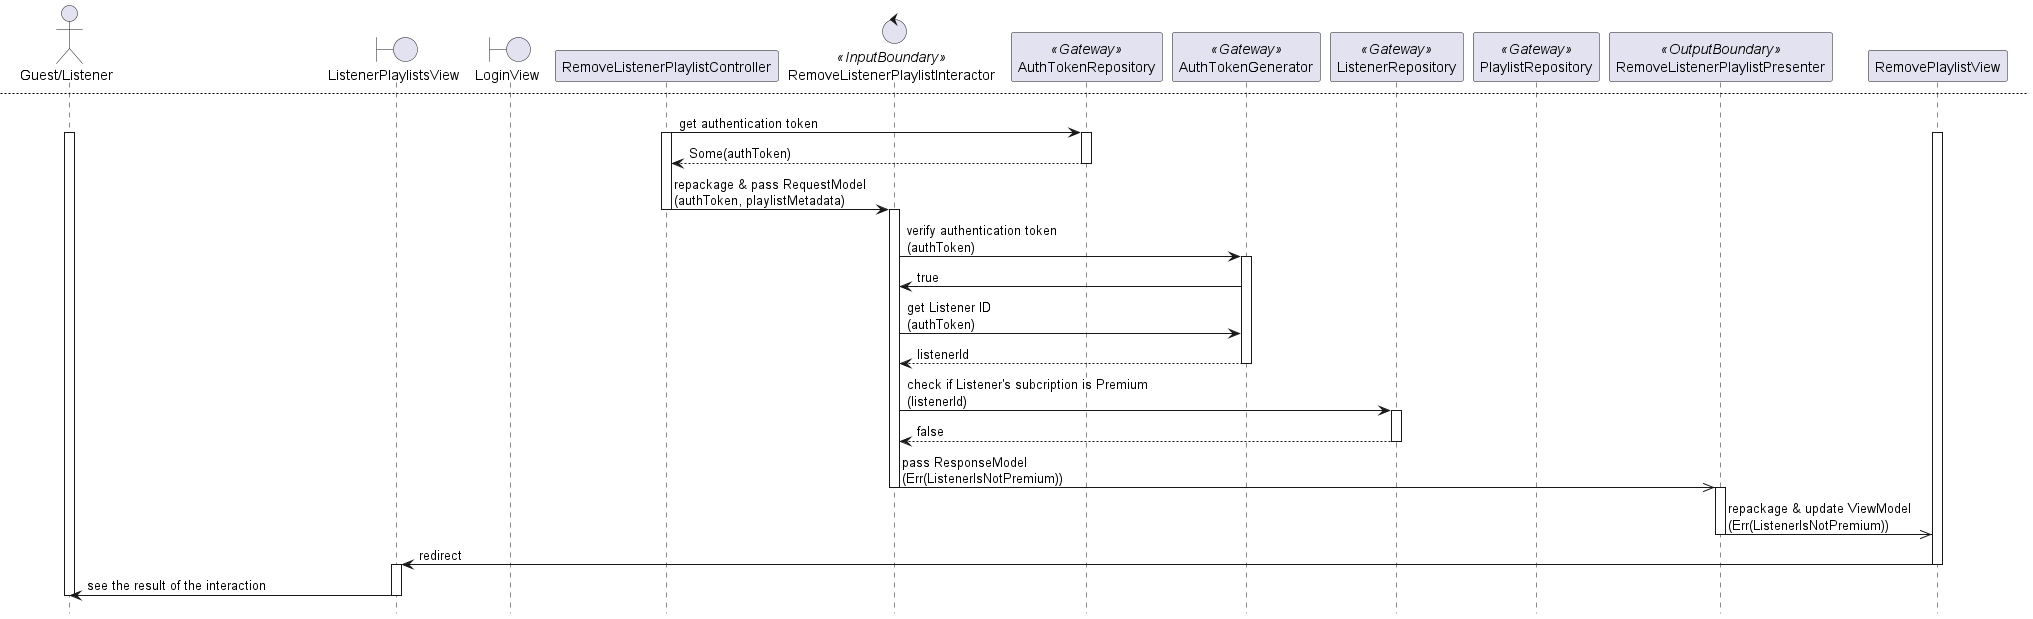 Guest/Listener
ListenerPlaylistsView
LoginView
RemoveListenerPlaylistController
«InputBoundary»
RemoveListenerPlaylistInteractor
«Gateway»
AuthTokenRepository
«Gateway»
AuthTokenGenerator
«Gateway»
ListenerRepository
«Gateway»
PlaylistRepository
«OutputBoundary»
RemoveListenerPlaylistPresenter
RemovePlaylistView
get authentication token
Some(authToken)
repackage & pass RequestModel
(authToken, playlistMetadata)
verify authentication token
(authToken)
true
get Listener ID
(authToken)
listenerId
check if Listener's subcription is Premium
(listenerId)
false
pass ResponseModel
(Err(ListenerIsNotPremium))
repackage & update ViewModel
(Err(ListenerIsNotPremium))
redirect
see the result of the interaction